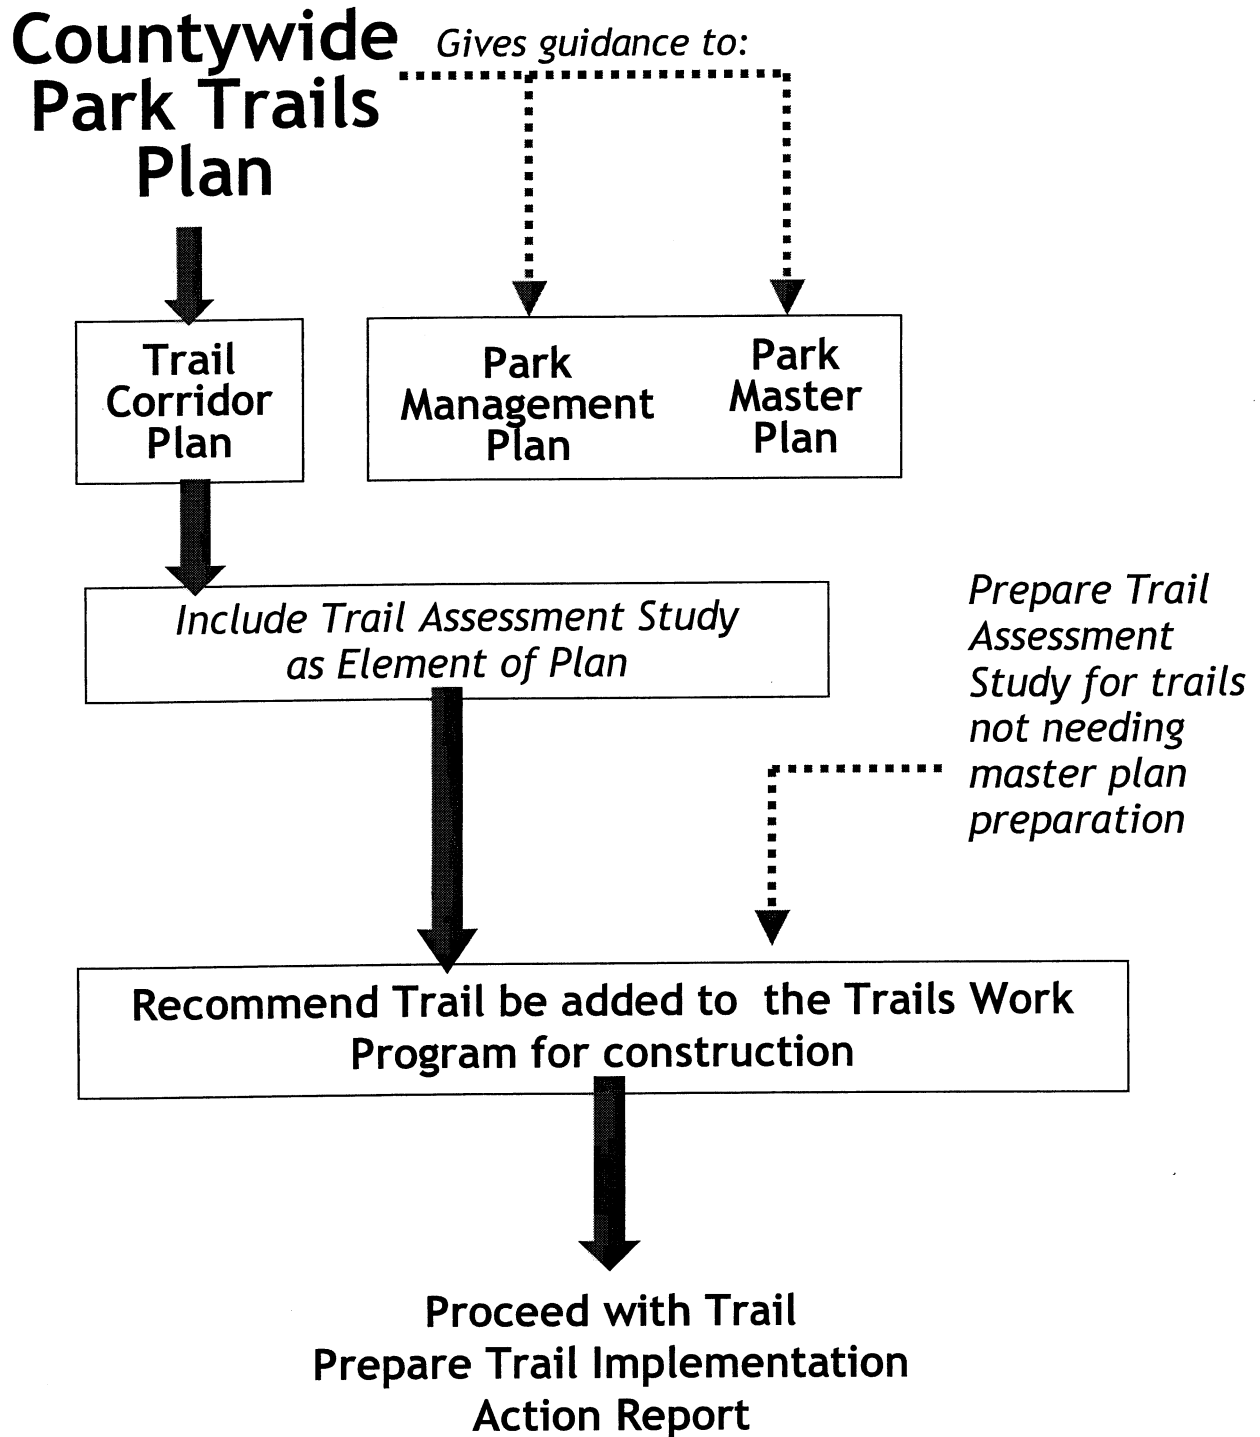 Countywide
Park Trails
Plan
Gives guidance to:
Trail
Corridor
Plan
Park
Management
Plan
Park
Master
Plan
Include Trail Assessment Study
as Element of Plan
Prepare Trail
Assessment
Study for trails
not needing
master plan
preparation
Recommend Trail be added to the Trails Work
Program for construction
Proceed with Trail
Prepare Trail Implementation
Action Report